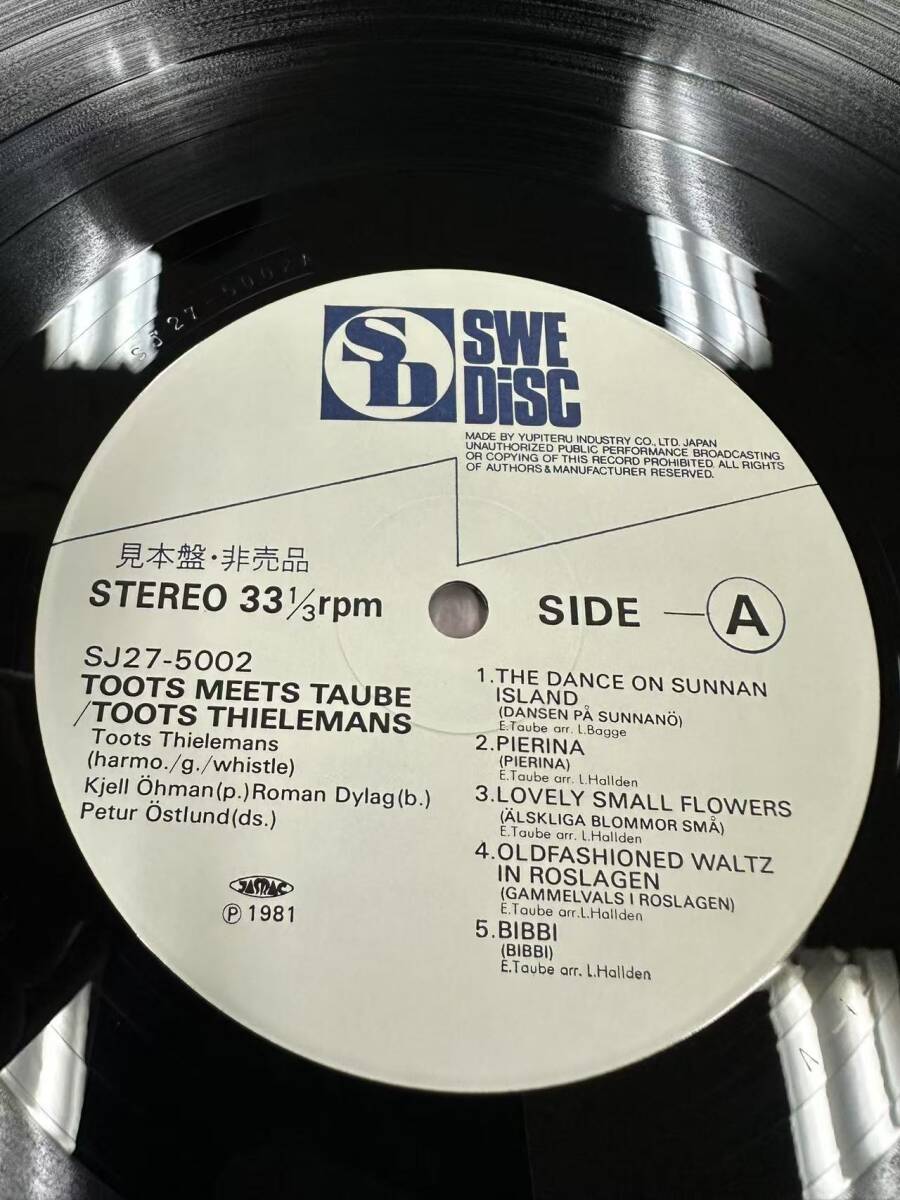 SJ27-5002A
SD
SWE
DiSC
MADE BY YUPITERU INDUSTRY CO., LTD. JAPAN
UNAUTHORIZED PUBLIC PERFORMANCE BROADCASTING
OR COPYING OF THIS RECORD PROHIBITED. ALL RIGHTS
OF AUTHORS & MANUFACTURER RESERVED.
見本盤・非売品
STEREO 33 1/3 rpm
SIDE A
SJ27-5002
TOOTS MEETS TAUBE
/TOOTS THIELEMANS
Toots Thielemans
(harmo./g./whistle)
Kjell Öhman(p.)Roman Dylag(b.)
Petur Östlund(ds.)
JASRAC
Ⓟ 1981
1.THE DANCE ON SUNNAN
ISLAND
(DANSEN PÅ SUNNANÖ)
E.Taube arr. L.Bagge
2.PIERINA
(PIERINA)
E.Taube arr. L.Hallden
3.LOVELY SMALL FLOWERS
(ÄLSKLIGA BLOMMOR SMÅ)
E.Taube arr. L.Hallden
4.OLDFASHIONED WALTZ
IN ROSLAGEN
(GAMMELVALS I ROSLAGEN)
E.Taube arr. L.Hallden
5.BIBBI
(BIBBI)
E.Taube arr. L.Hallden